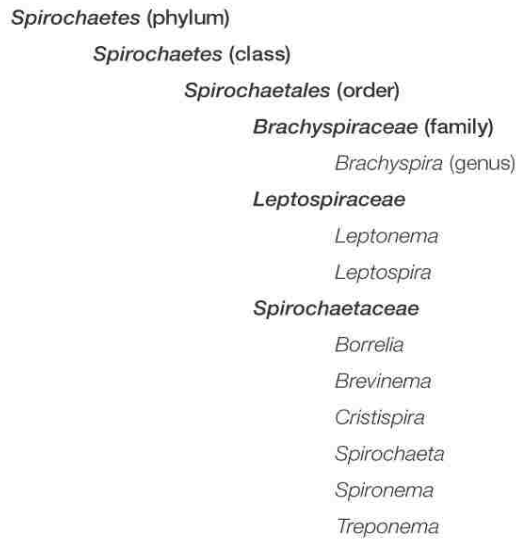 Spirochaetes (phylum)
Spirochaetes (class)
Spirochaetales (order)
Brachyspiraceae (family)
Brachyspira (genus)
Leptospiraceae
Leptonema
Leptospira
Spirochaetaceae
Borrelia
Brevinema
Cristispira
Spirochaeta
Spironema
Treponema